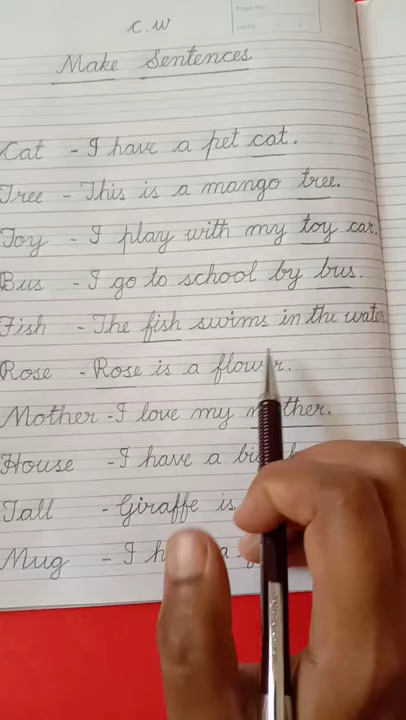 C.W
Make Sentences
Cat - I have a pet cat.
Tree - This is a mango tree.
Toy - I play with my toy car.
Bus - I go to school by bus.
Fish - The fish swims in the water
Rose - Rose is a flower.
Mother - I love my mother.
House - I have a big
Tall - Giraffe is
Mug - I have a